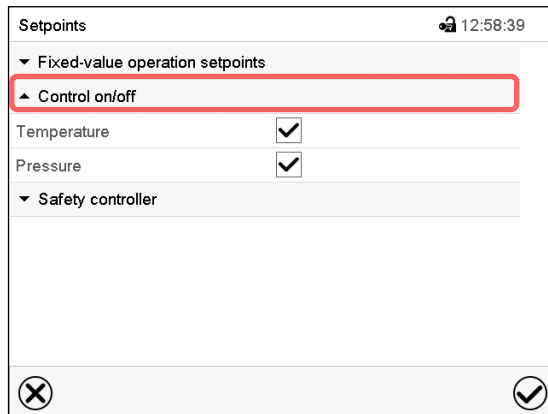 Setpoints 12:58:39
Fixed-value operation setpoints
Control on/off
Temperature
Pressure
Safety controller